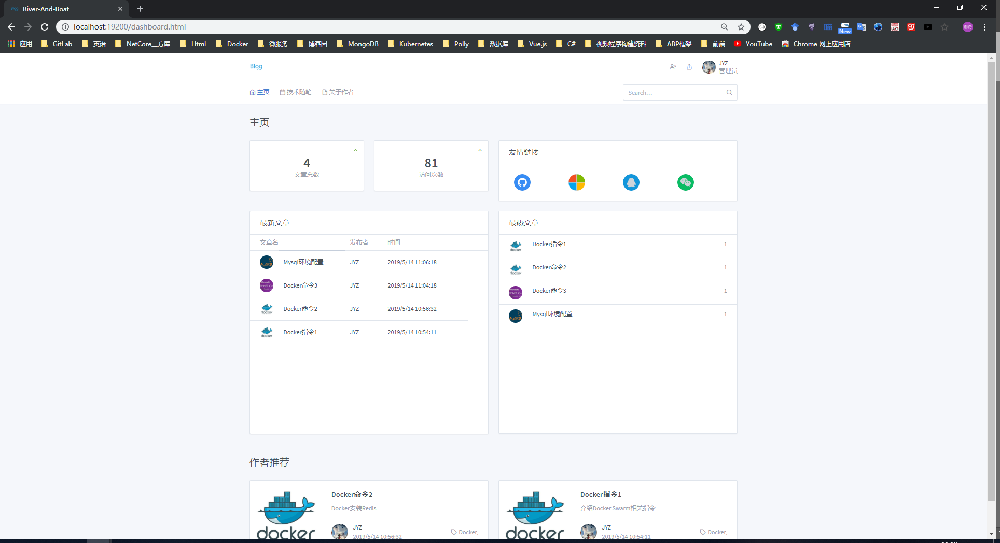 River-And-Boat
localhost:19200/dashboard.html
New
雨舟
应用 GitLab 英语 NetCore三方库 Html Docker 微服务 博客园 MongoDB Kubernetes Polly 数据库 Vue.js C# 视频程序构建资料 ABP框架 前端 YouTube Chrome 网上应用店
Blog
JYZ
管理员
主页 技术随笔 关于作者
Search...
主页
4
文章总数
81
访问次数
友情链接
最新文章
文章名 发布者 时间
Mysql环境配置 JYZ 2019/5/14 11:06:18
Docker命令3 JYZ 2019/5/14 11:04:18
docker Docker命令2 JYZ 2019/5/14 10:56:32
docker Docker指令1 JYZ 2019/5/14 10:54:11
最热文章
docker Docker指令1 1
docker Docker命令2 1
Docker命令3 1
Mysql环境配置 1
作者推荐
docker
Docker命令2
Docker安装Redis
JYZ
2019/5/14 10:56:32
Docker,
docker
Docker指令1
介绍Docker Swarm相关指令
JYZ
2019/5/14 10:54:11
Docker,